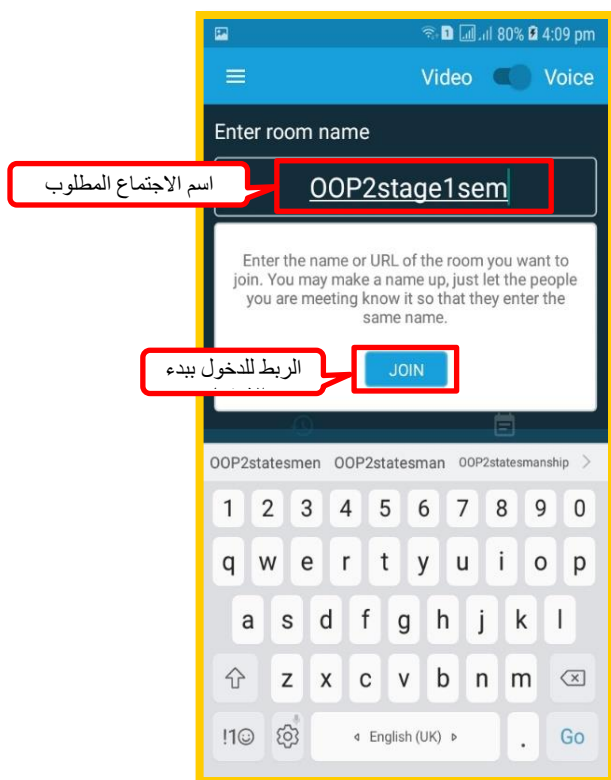 80% 4:09 pm
Video Voice
Enter room name
اسم الاجتماع المطلوب
OOP2stage1sem
Enter the name or URL of the room you want to
join. You may make a name up, just let the people
you are meeting know it so that they enter the
same name.
الربط للدخول ببدء
JOIN
OOP2statesmen OOP2statesman OOP2statesmanship
1 2 3 4 5 6 7 8 9 0
q w e r t y u i o p
a s d f g h j k l
z x c v b n m
!1☺ English (UK) . Go